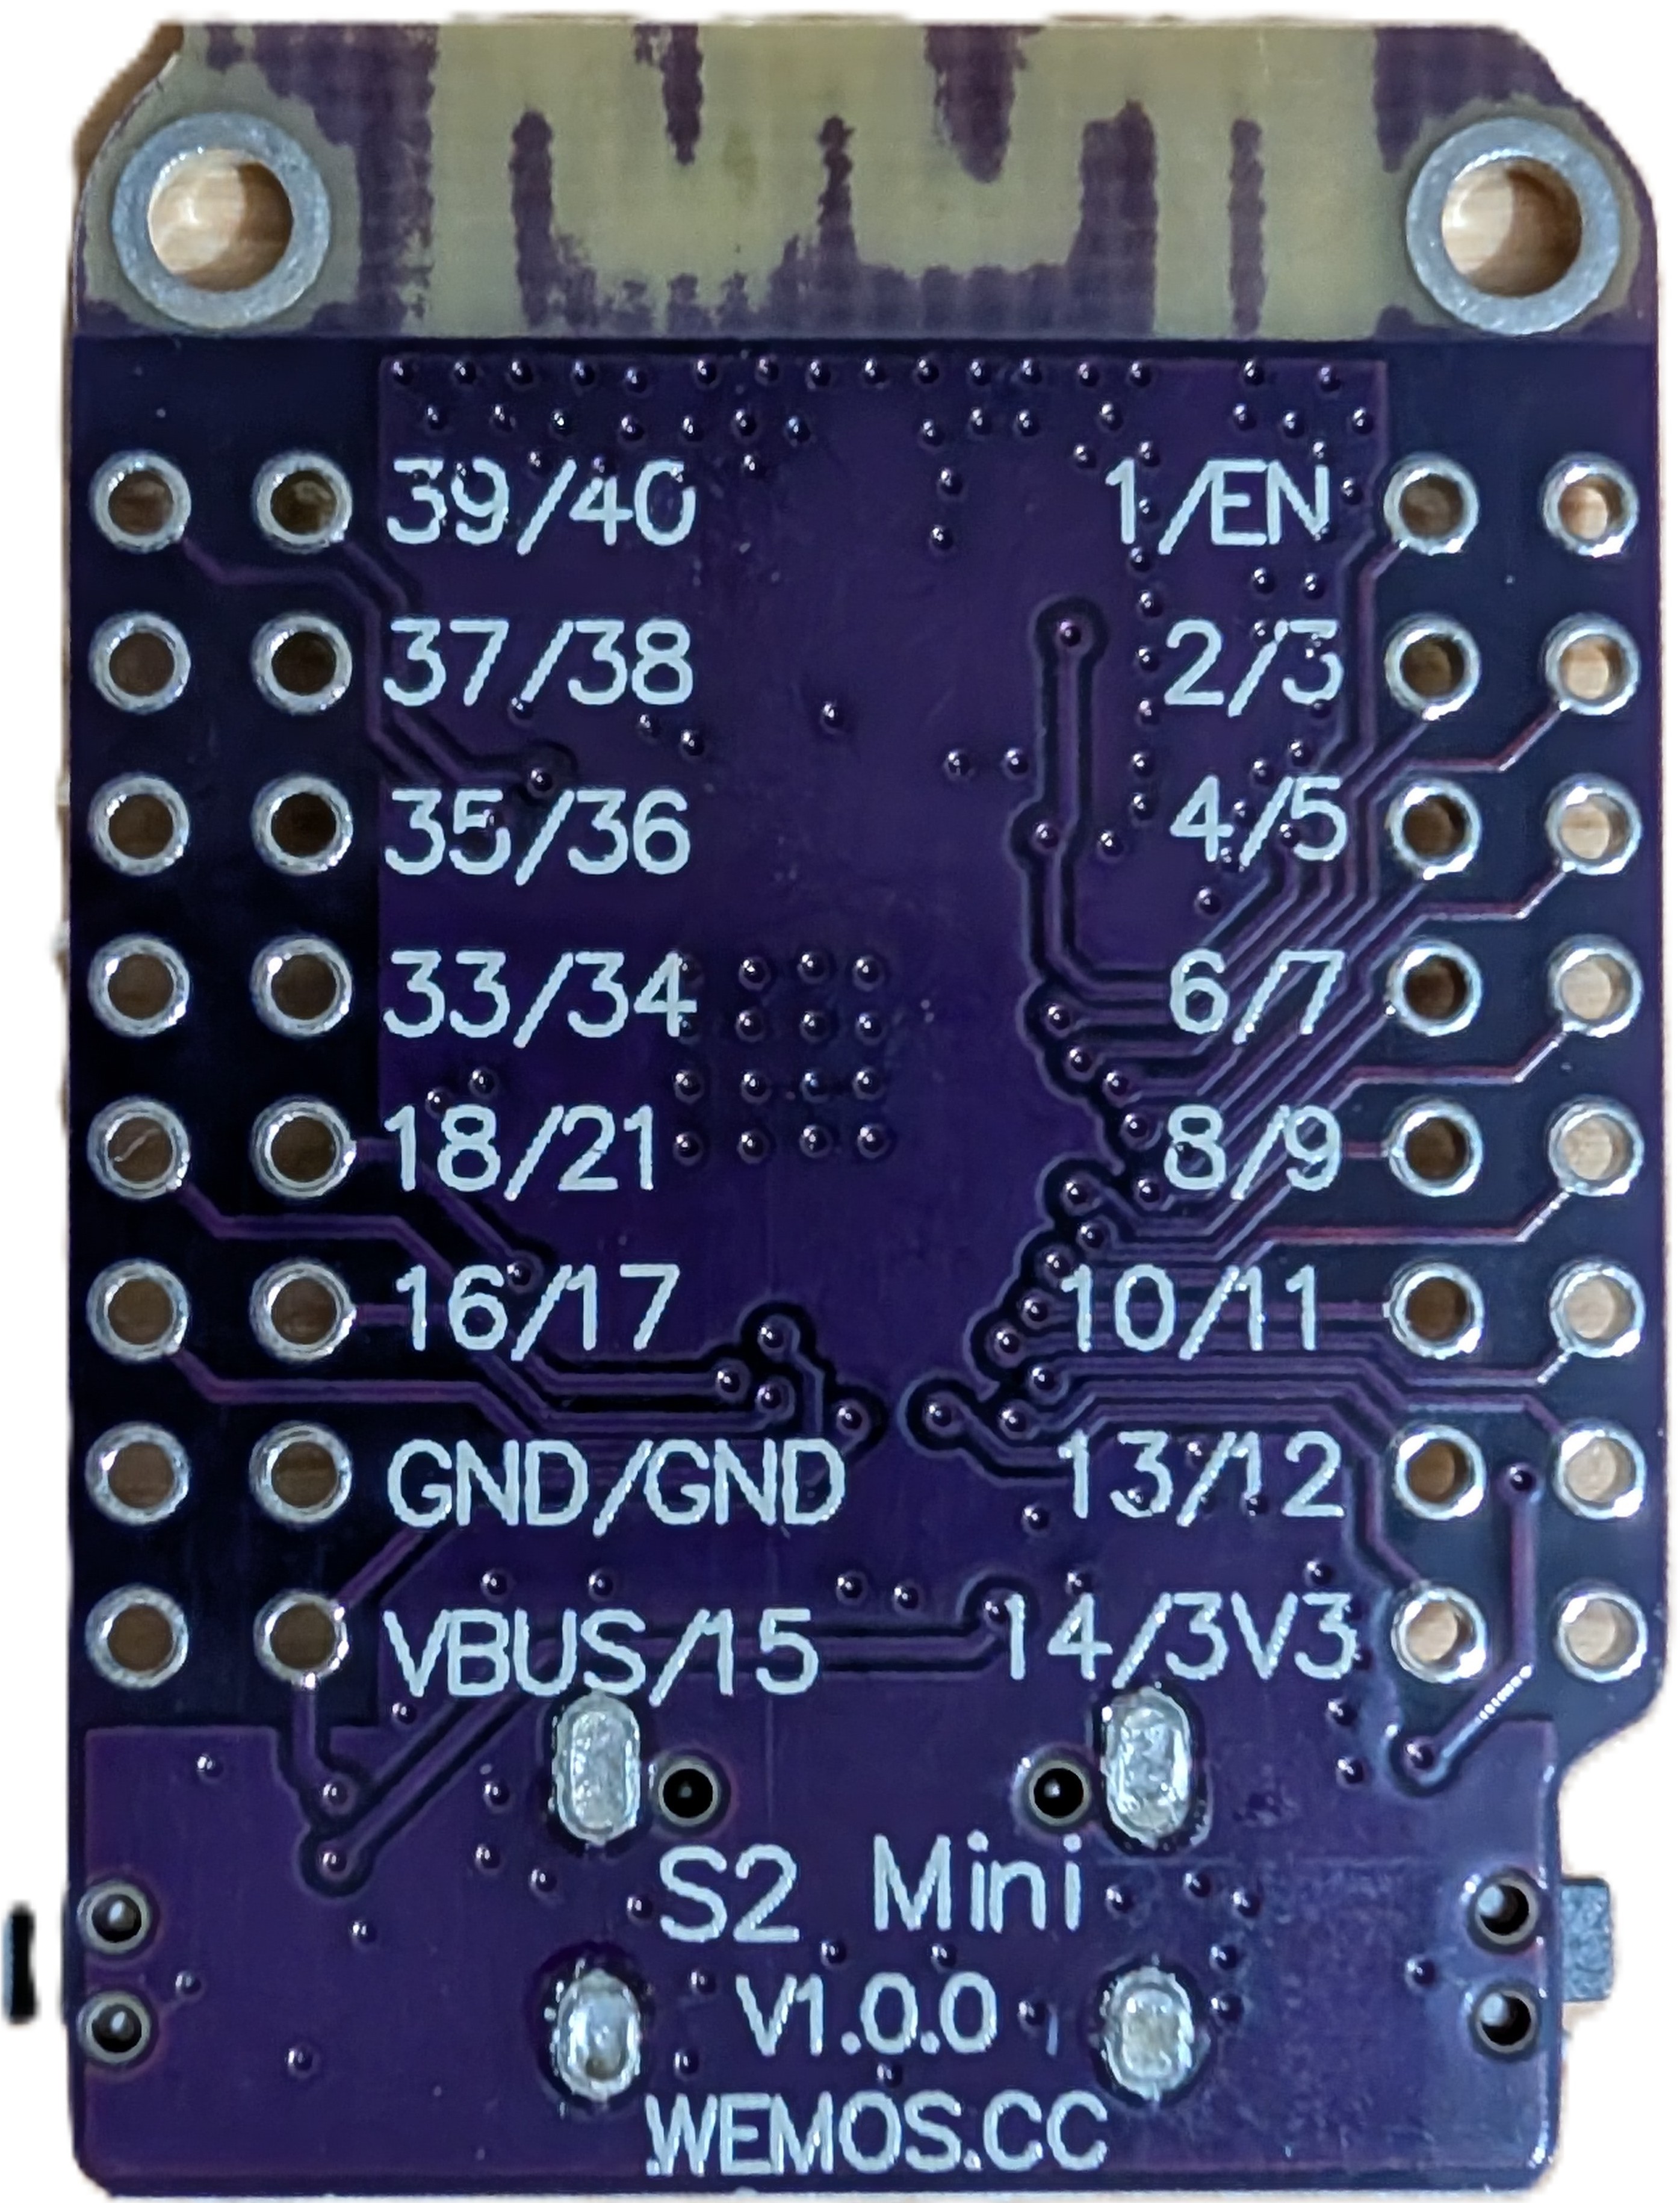 39/40 1/EN
37/38 2/3
35/36 4/5
33/34 6/7
18/21 8/9
16/17 10/11
GND/GND 13/12
VBUS/15 14/3V3
S2 Mini
V1.0.0
.WEMOS.CC